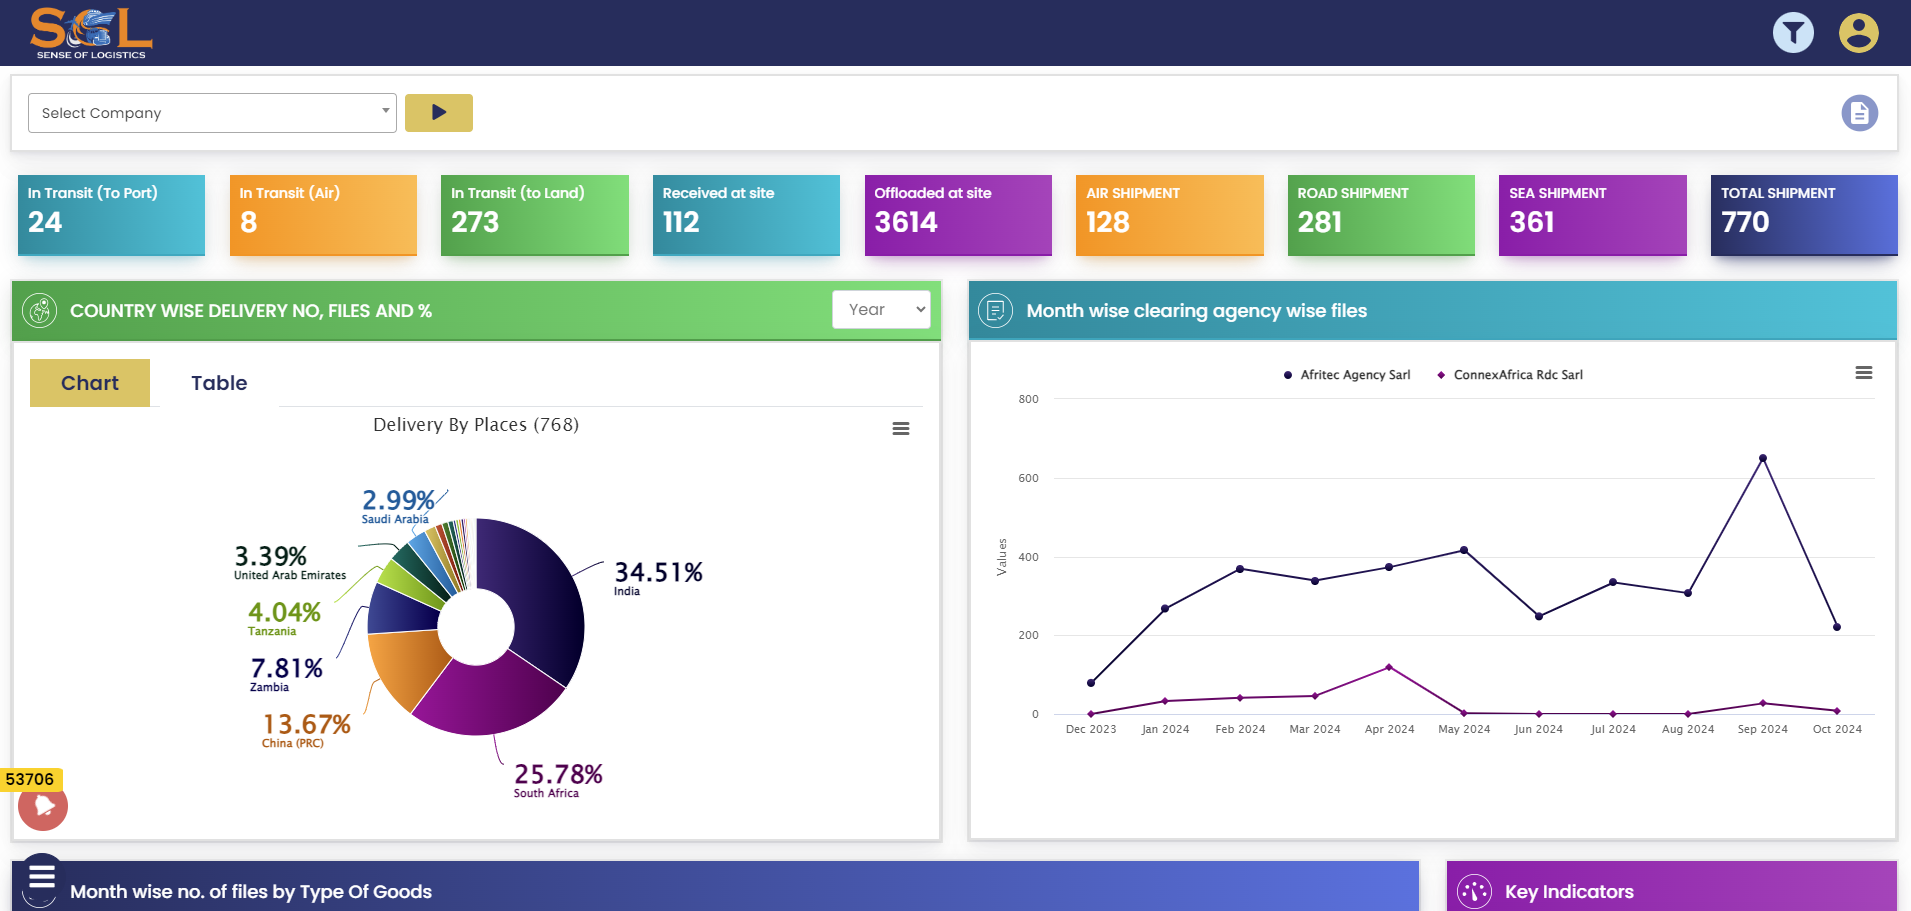 SOL
SENSE OF LOGISTICS
Select Company
In Transit (To Port)
24
In Transit (Air)
8
In Transit (to Land)
273
Received at site
112
Offloaded at site
3614
AIR SHIPMENT
128
ROAD SHIPMENT
281
SEA SHIPMENT
361
TOTAL SHIPMENT
770
COUNTRY WISE DELIVERY NO, FILES AND %
Year
Chart
Table
Delivery By Places (768)
2.99%
Saudi Arabia
3.39%
United Arab Emirates
4.04%
Tanzania
7.81%
Zambia
13.67%
China (PRC)
34.51%
India
25.78%
South Africa
53706
Month wise clearing agency wise files
Afritec Agency Sarl
ConnexAfrica Rdc Sarl
Values
800
600
400
200
0
Dec 2023
Jan 2024
Feb 2024
Mar 2024
Apr 2024
May 2024
Jun 2024
Jul 2024
Aug 2024
Sep 2024
Oct 2024
Month wise no. of files by Type Of Goods
Key Indicators